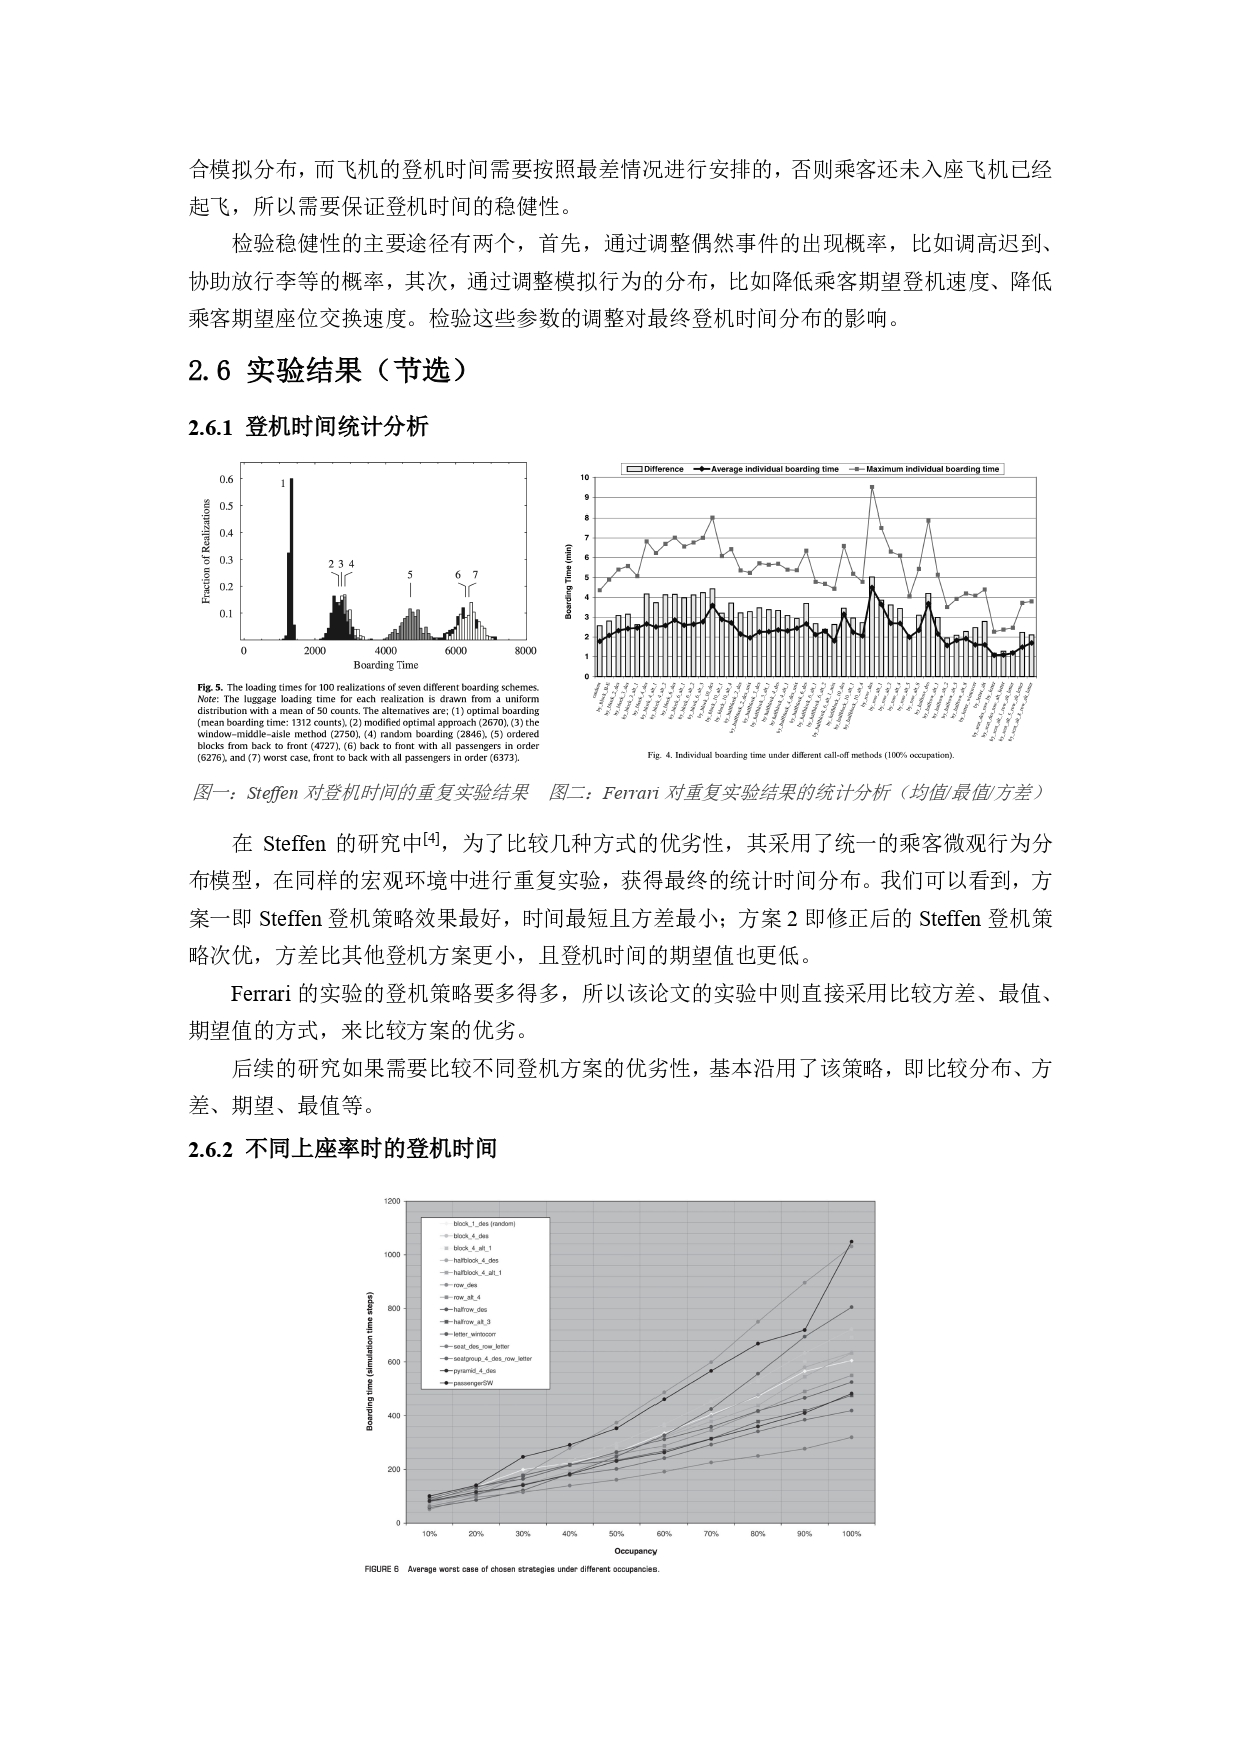 合模拟分布，而飞机的登机时间需要按照最差情况进行安排的，否则乘客还未入座飞机已经
起飞，所以需要保证登机时间的稳健性。
检验稳健性的主要途径有两个，首先，通过调整偶然事件的出现概率，比如调高迟到、
协助放行李等的概率，其次，通过调整模拟行为的分布，比如降低乘客期望登机速度、降低
乘客期望座位交换速度。检验这些参数的调整对最终登机时间分布的影响。
2.6 实验结果（节选）
2.6.1 登机时间统计分析
Fraction of Realizations
0.6
0.5
0.4
0.3
0.2
0.1
1
2 3 4
5
6 7
0 2000 4000 6000 8000
Boarding Time
Fig. 5. The loading times for 100 realizations of seven different boarding schemes.
Note: The luggage loading time for each realization is drawn from a uniform
distribution with a mean of 50 counts. The alternatives are; (1) optimal boarding
(mean boarding time: 1312 counts), (2) modified optimal approach (2670), (3) the
window–middle–aisle method (2750), (4) random boarding (2846), (5) ordered
blocks from back to front (4727), (6) back to front with all passengers in order
(6276), and (7) worst case, front to back with all passengers in order (6373).
Difference Average individual boarding time Maximum individual boarding time
Boarding Time (min)
10
9
8
7
6
5
4
3
2
1
0
Fig. 4. Individual boarding time under different call-off methods (100% occupation).
图一：Steffen 对登机时间的重复实验结果 图二：Ferrari 对重复实验结果的统计分析（均值/最值/方差）
在 Steffen 的研究中[4]，为了比较几种方式的优劣性，其采用了统一的乘客微观行为分
布模型，在同样的宏观环境中进行重复实验，获得最终的统计时间分布。我们可以看到，方
案一即 Steffen 登机策略效果最好，时间最短且方差最小；方案 2 即修正后的 Steffen 登机策
略次优，方差比其他登机方案更小，且登机时间的期望值也更低。
Ferrari 的实验的登机策略要多得多，所以该论文的实验中则直接采用比较方差、最值、
期望值的方式，来比较方案的优劣。
后续的研究如果需要比较不同登机方案的优劣性，基本沿用了该策略，即比较分布、方
差、期望、最值等。
2.6.2 不同上座率时的登机时间
Boarding time (simulation time steps)
1200
1000
800
600
400
200
0
block_1_des (random)
block_4_des
block_4_alt_1
halfblock_4_des
halfblock_4_alt_1
row_des
row_alt_4
halfrow_des
halfrow_alt_3
letter_wintocorr
seat_des_row_letter
seatgroup_4_des_row_letter
pyramid_4_des
passengerSW
10% 20% 30% 40% 50% 60% 70% 80% 90% 100%
Occupancy
FIGURE 6 Average worst case of chosen strategies under different occupancies.